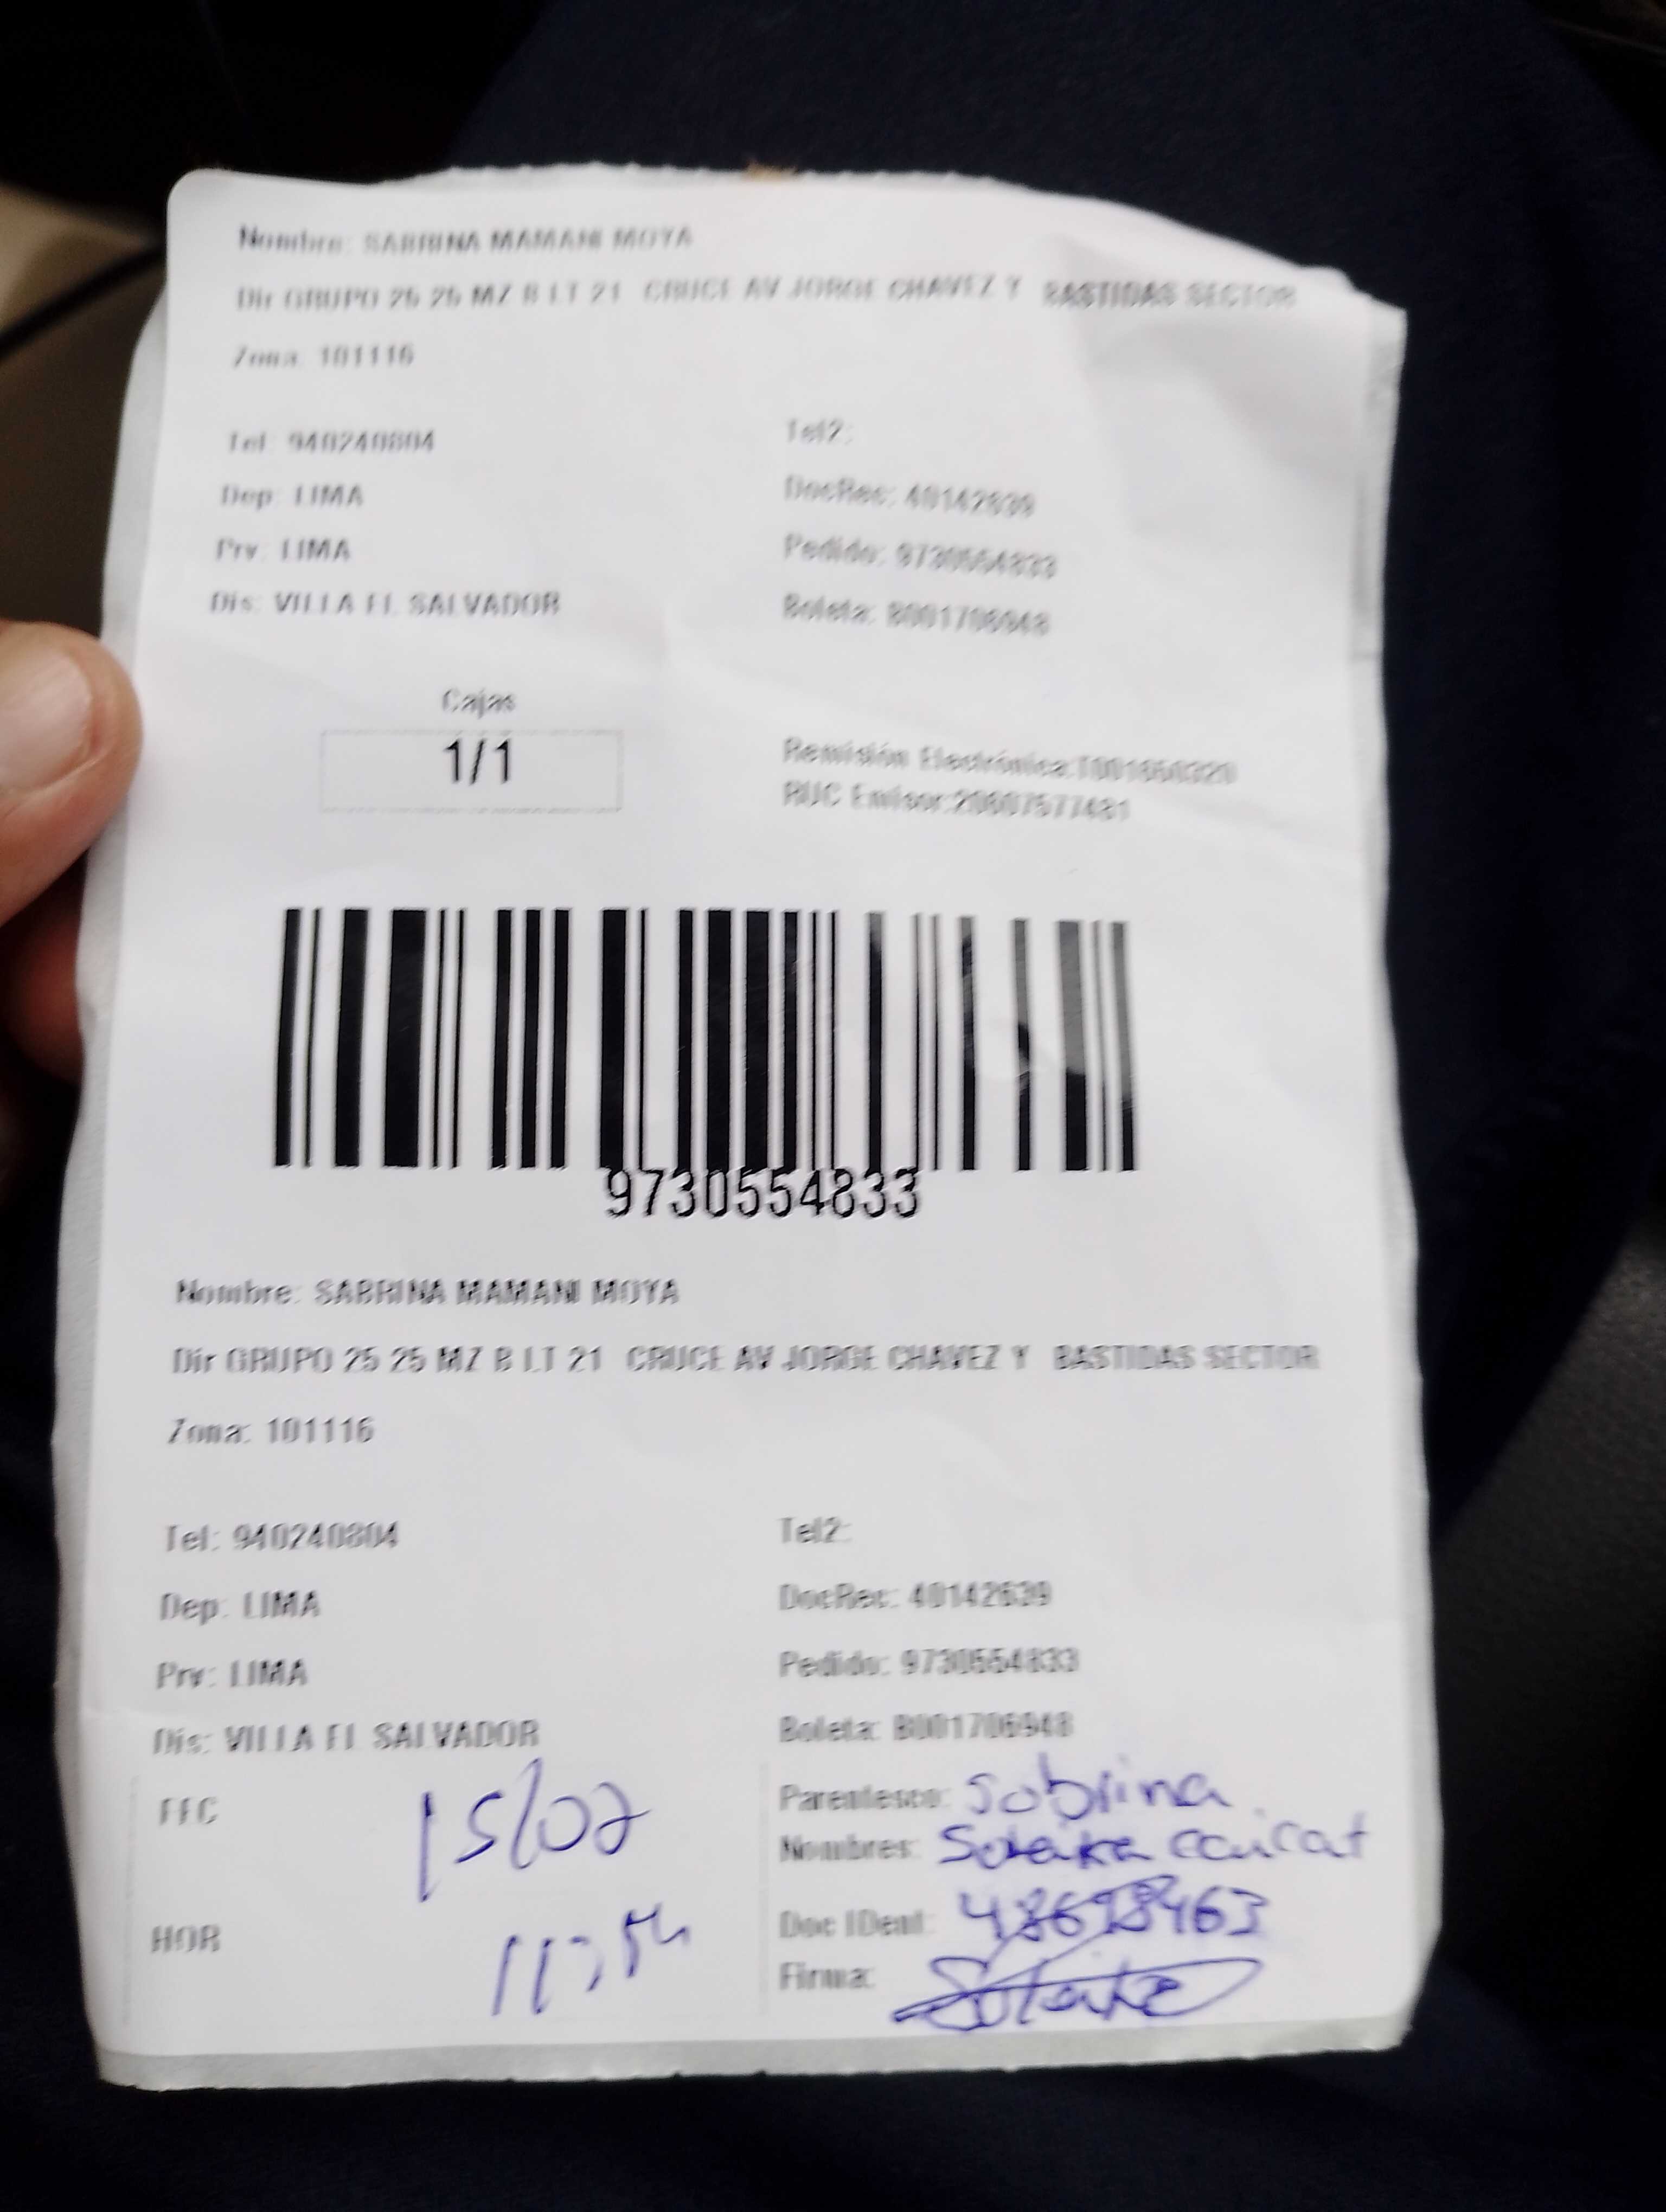 Nombre: SABRINA MAMANI MOYA
Dir GRUPO 25 25 MZ B LT 21 CRUCE AV JORGE CHAVEZ Y BASTIDAS SECTOR
Zona: 101116
Tel: 940240804 Tel2:
Dep: LIMA DocRec: 40142639
Prv: LIMA Pedido: 9730554833
Dis: VILLA EL SALVADOR Boleta: B001706948
Cajas
1/1
Remisión Electrónica:
RUC Emisor:20607577481
9730554833
Nombre: SABRINA MAMANI MOYA
Dir GRUPO 25 25 MZ B LT 21 CRUCE AV JORGE CHAVEZ Y BASTIDAS SECTOR
Zona: 101116
Tel: 940240804 Tel2:
Dep: LIMA DocRec: 40142639
Prv: LIMA Pedido: 9730554833
Dis: VILLA EL SALVADOR Boleta: B001706948
FFC 15/07 Parentesco: Sobrina
Nombres:
HOR Doc IDent: 48698463
Firma: